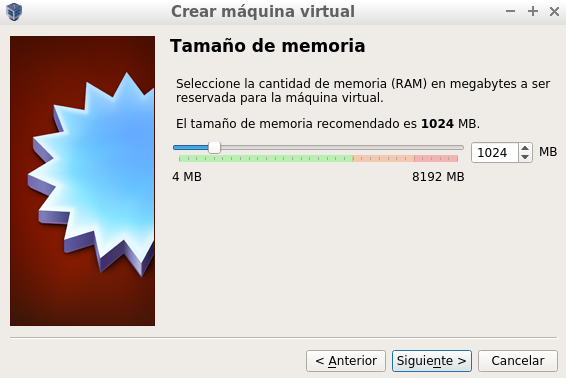 Crear máquina virtual
Tamaño de memoria
Seleccione la cantidad de memoria (RAM) en megabytes a ser
reservada para la máquina virtual.
El tamaño de memoria recomendado es 1024 MB.
1024 MB
4 MB 8192 MB
< Anterior Siguiente > Cancelar